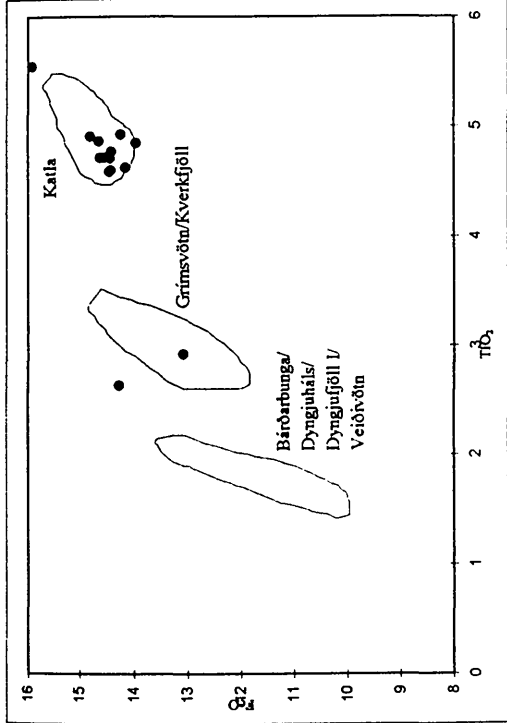 16
15
14
13
12
11
10
9
8
0
1
2
3
4
5
6
TiO₂
Katla
Grímsvötn/Kverkfjöll
Bárðarbunga/
Dyngjuháls/
Dyngjufjöll I/
Veiðivötn